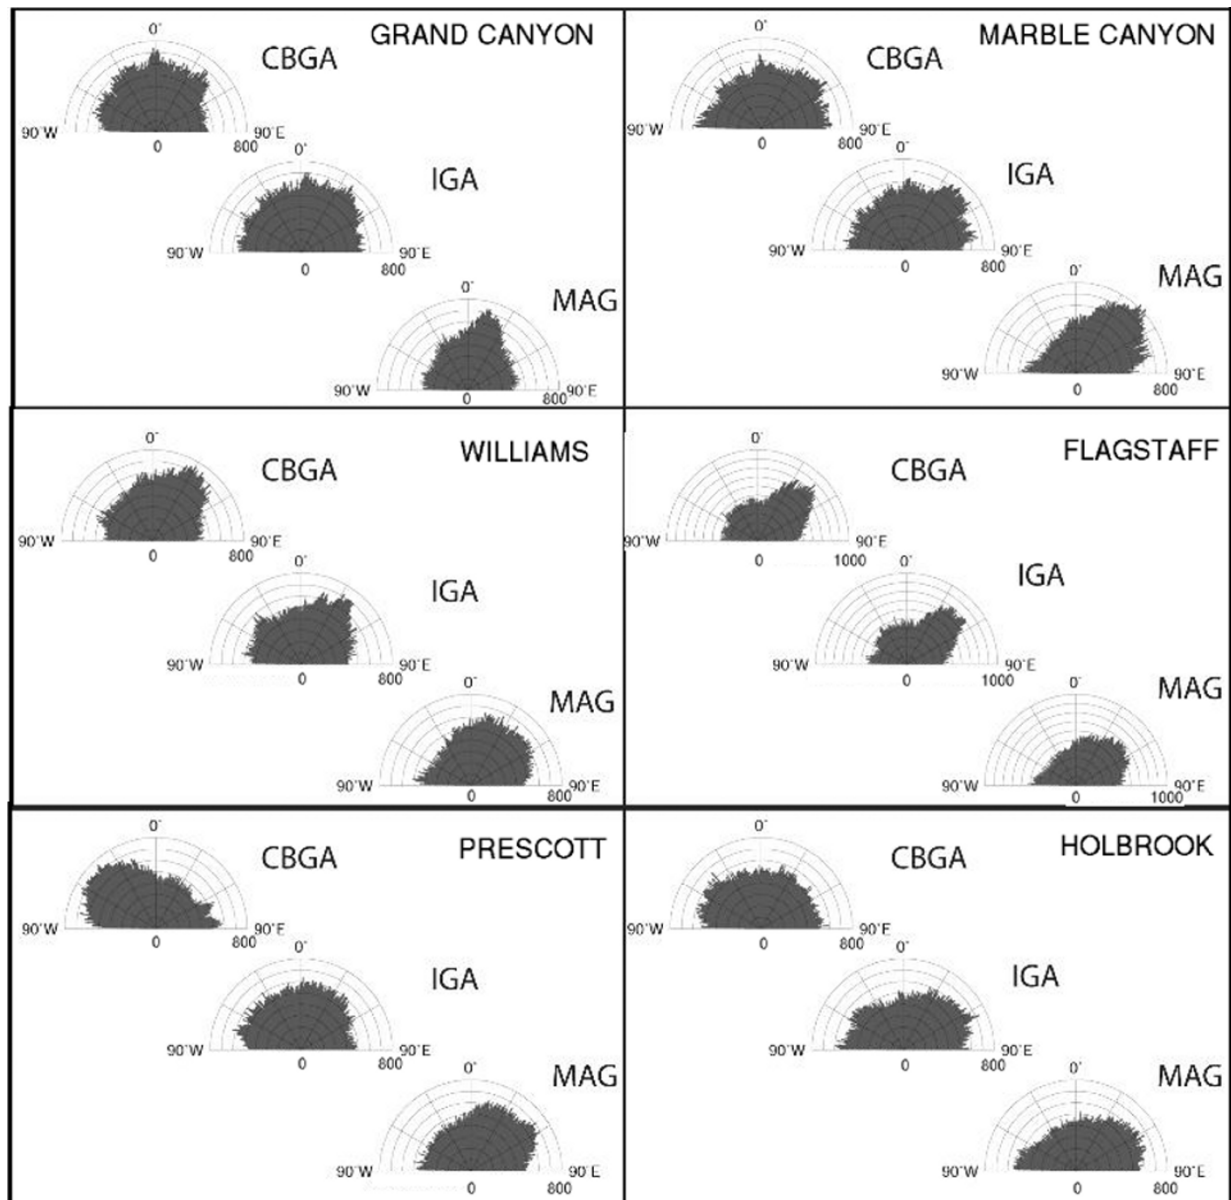 GRAND CANYON
0°
CBGA
90°W
0
800
90°E
0°
IGA
90°W
0
800
90°E
0°
MAG
90°W
0
800
90°E
MARBLE CANYON
0°
CBGA
90°W
0
800
90°E
0°
IGA
90°W
0
800
90°E
0°
MAG
90°W
0
800
90°E
WILLIAMS
0°
CBGA
90°W
0
800
90°E
0°
IGA
90°W
0
800
90°E
0°
MAG
90°W
0
800
90°E
FLAGSTAFF
0°
CBGA
90°W
0
1000
90°E
0°
IGA
90°W
0
1000
90°E
0°
MAG
90°W
0
1000
90°E
PRESCOTT
0°
CBGA
90°W
0
800
90°E
0°
IGA
90°W
0
800
90°E
0°
MAG
90°W
0
800
90°E
HOLBROOK
0°
CBGA
90°W
0
800
90°E
0°
IGA
90°W
0
800
90°E
0°
MAG
90°W
0
800
90°E